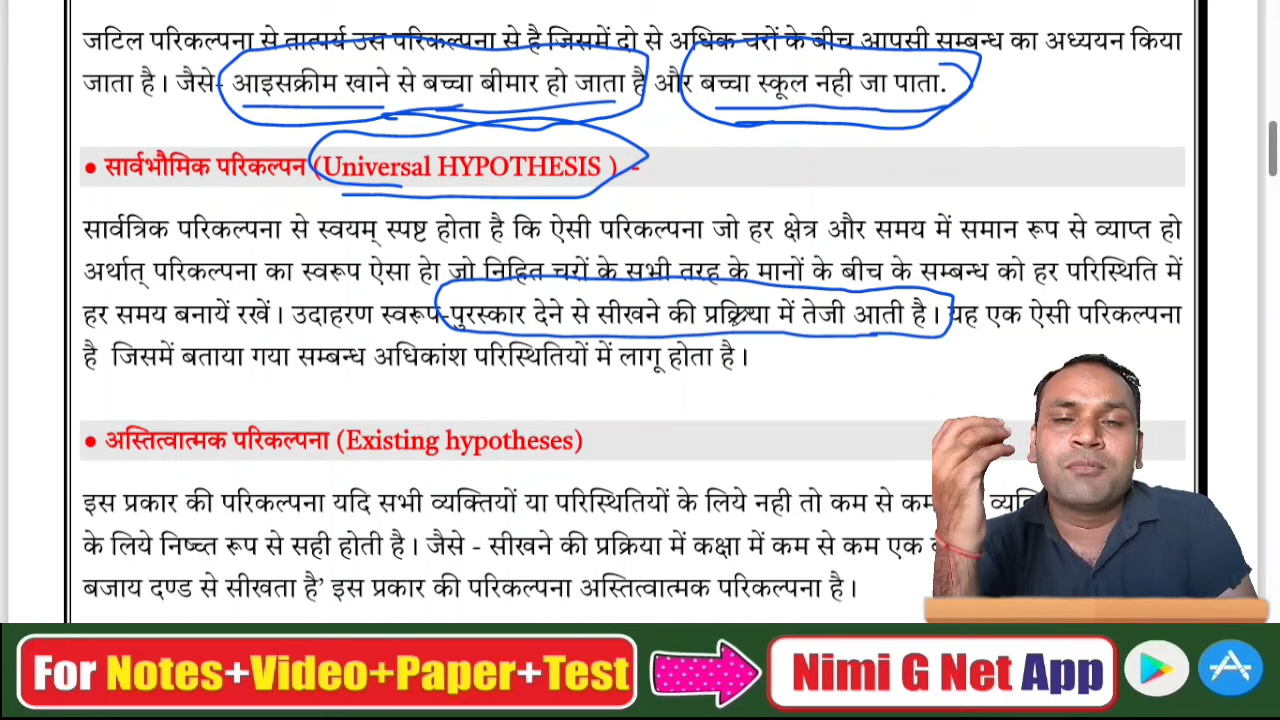 जटिल परिकल्पना से तात्पर्य उस परिकल्पना से है जिसमें दो से अधिक चरों के बीच आपसी सम्बन्ध का अध्ययन किया
जाता है। जैसे- आइसक्रीम खाने से बच्चा बीमार हो जाता है और बच्चा स्कूल नही जा पाता.
• सार्वभौमिक परिकल्पन (Universal HYPOTHESIS ) -
सार्वत्रिक परिकल्पना से स्वयम् स्पष्ट होता है कि ऐसी परिकल्पना जो हर क्षेत्र और समय में समान रूप से व्याप्त हो
अर्थात् परिकल्पना का स्वरूप ऐसा हेा जो निहित चरों के सभी तरह के मानों के बीच के सम्बन्ध को हर परिस्थिति में
हर समय बनायें रखें। उदाहरण स्वरूप-पुरस्कार देने से सीखने की प्रक्रिया में तेजी आती है। यह एक ऐसी परिकल्पना
है जिसमें बताया गया सम्बन्ध अधिकांश परिस्थितियों में लागू होता है।
• अस्तित्वात्मक परिकल्पना (Existing hypotheses)
इस प्रकार की परिकल्पना यदि सभी व्यक्तियों या परिस्थितियों के लिये नही तो कम से कम
के लिये निष्च्त रूप से सही होती है। जैसे - सीखने की प्रक्रिया में कक्षा में कम से कम एक
बजाय दण्ड से सीखता है’ इस प्रकार की परिकल्पना अस्तित्वात्मक परिकल्पना है।
For Notes+Video+Paper+Test
Nimi G Net App